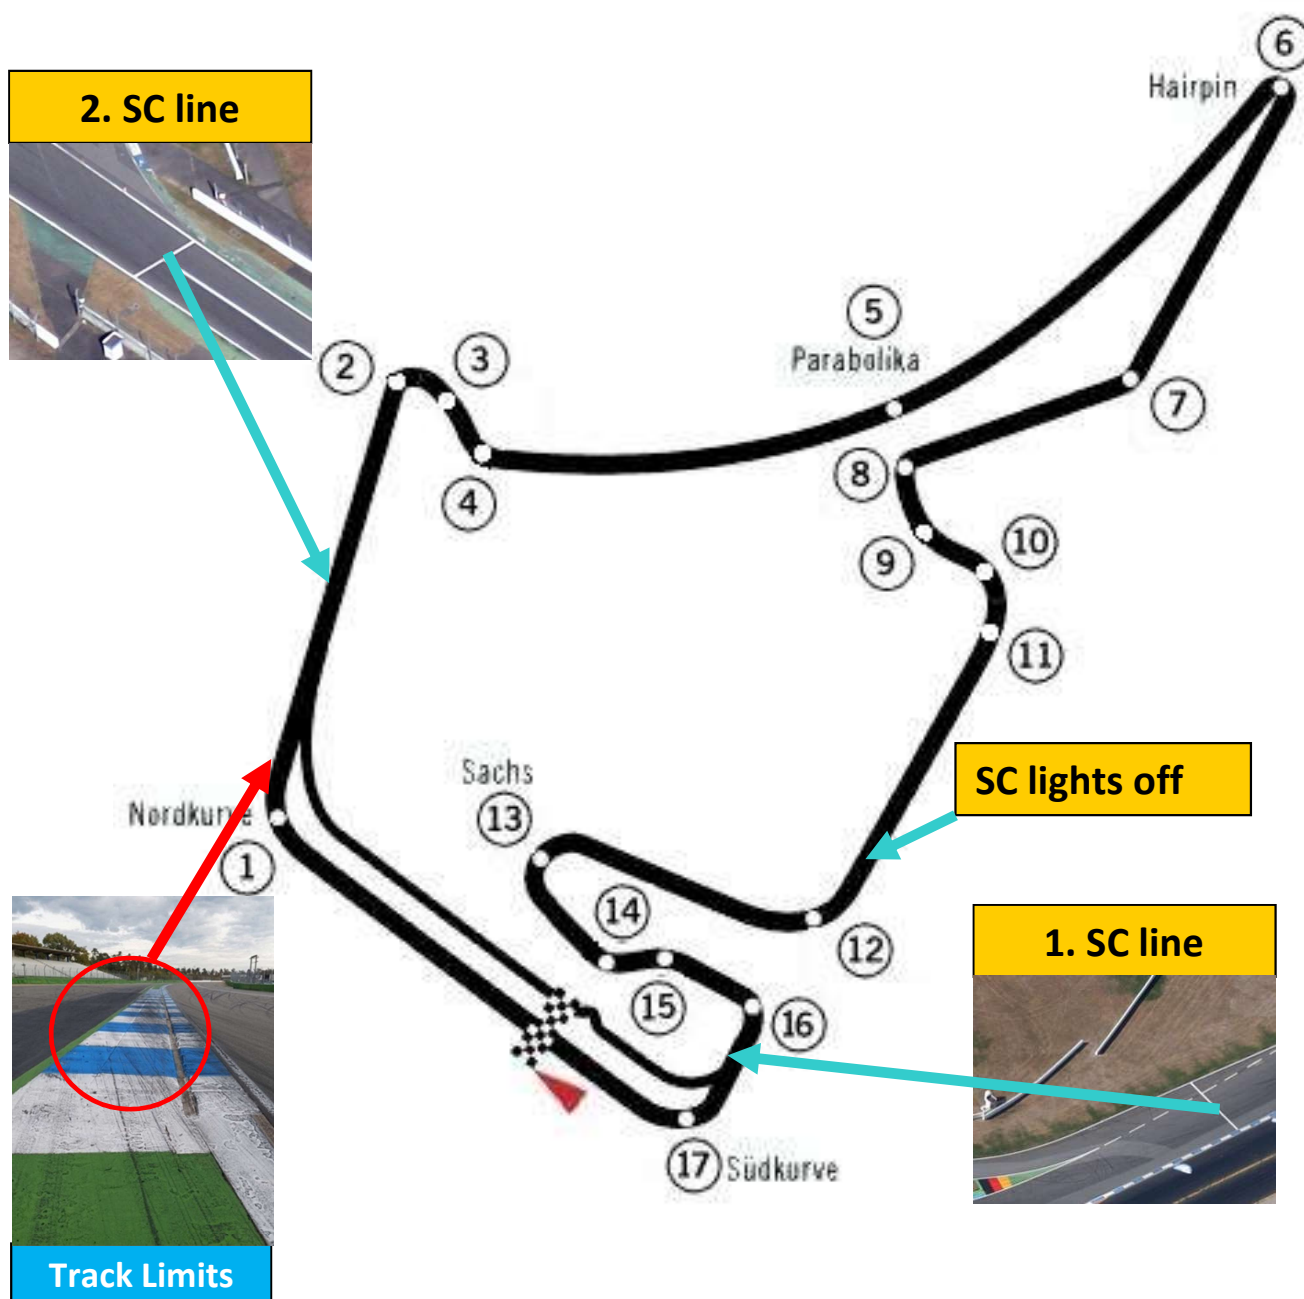 6
Hairpin
2. SC line
5
Parabolika
3
2
7
8
4
10
9
11
SC lights off
Sachs
13
Nordkurve
1
14
12
1. SC line
15
16
17 Südkurve
Track Limits